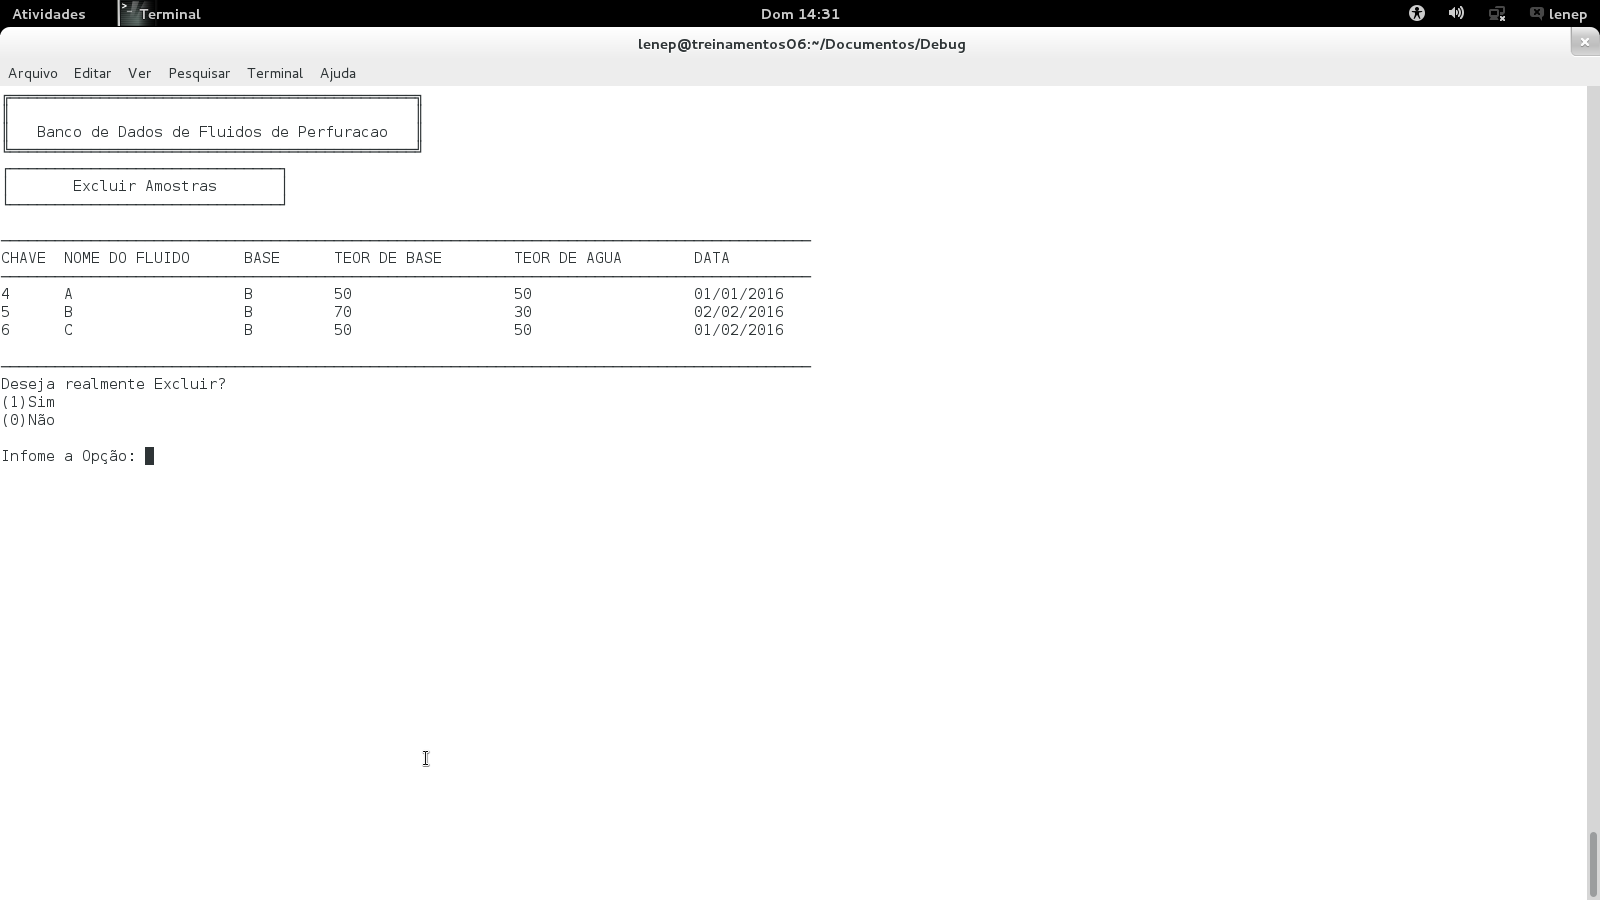 Atividades Terminal Dom 14:31 lenep
lenep@treinamentos06:~/Documentos/Debug
Arquivo Editar Ver Pesquisar Terminal Ajuda
Banco de Dados de Fluidos de Perfuracao
Excluir Amostras
CHAVE NOME DO FLUIDO BASE TEOR DE BASE TEOR DE AGUA DATA
4 A B 50 50 01/01/2016
5 B B 70 30 02/02/2016
6 C B 50 50 01/02/2016
Deseja realmente Excluir?
(1)Sim
(0)Não
Infome a Opção: